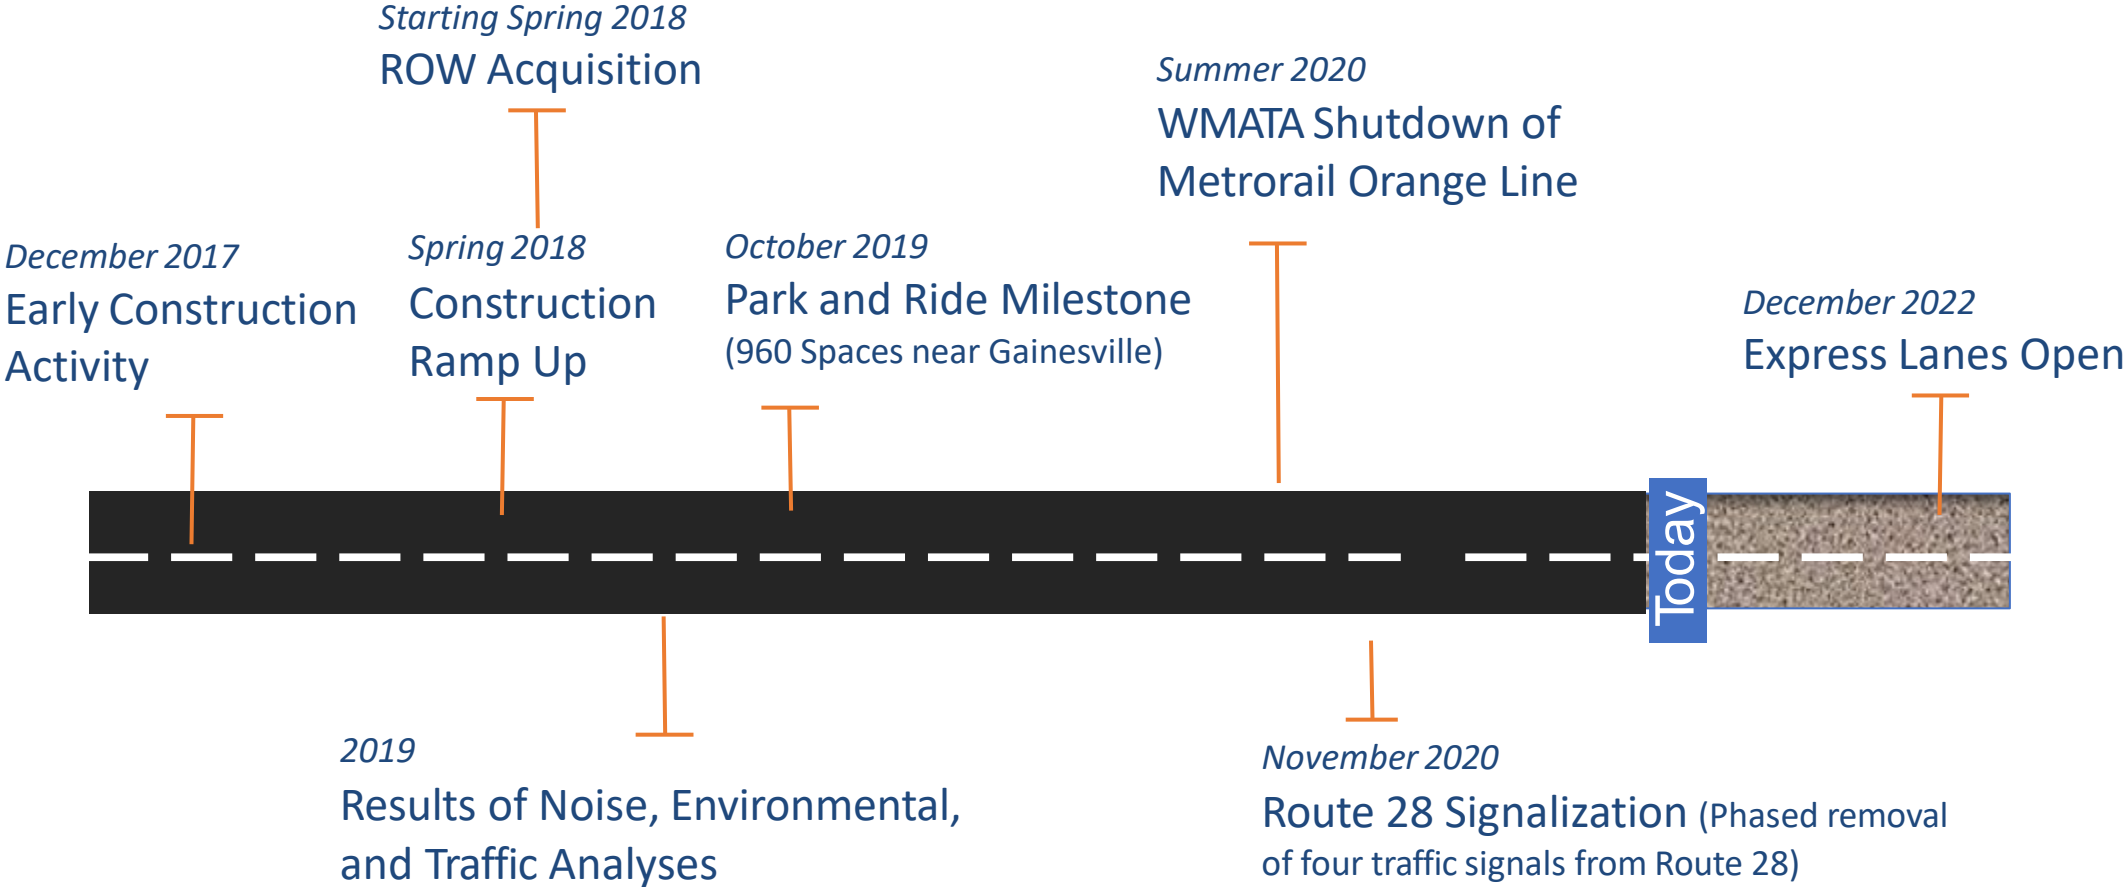 Starting Spring 2018
ROW Acquisition
Summer 2020
WMATA Shutdown of
Metrorail Orange Line
December 2017
Early Construction
Activity
Spring 2018
Construction
Ramp Up
October 2019
Park and Ride Milestone
(960 Spaces near Gainesville)
December 2022
Express Lanes Open
Today
2019
Results of Noise, Environmental,
and Traffic Analyses
November 2020
Route 28 Signalization (Phased removal
of four traffic signals from Route 28)